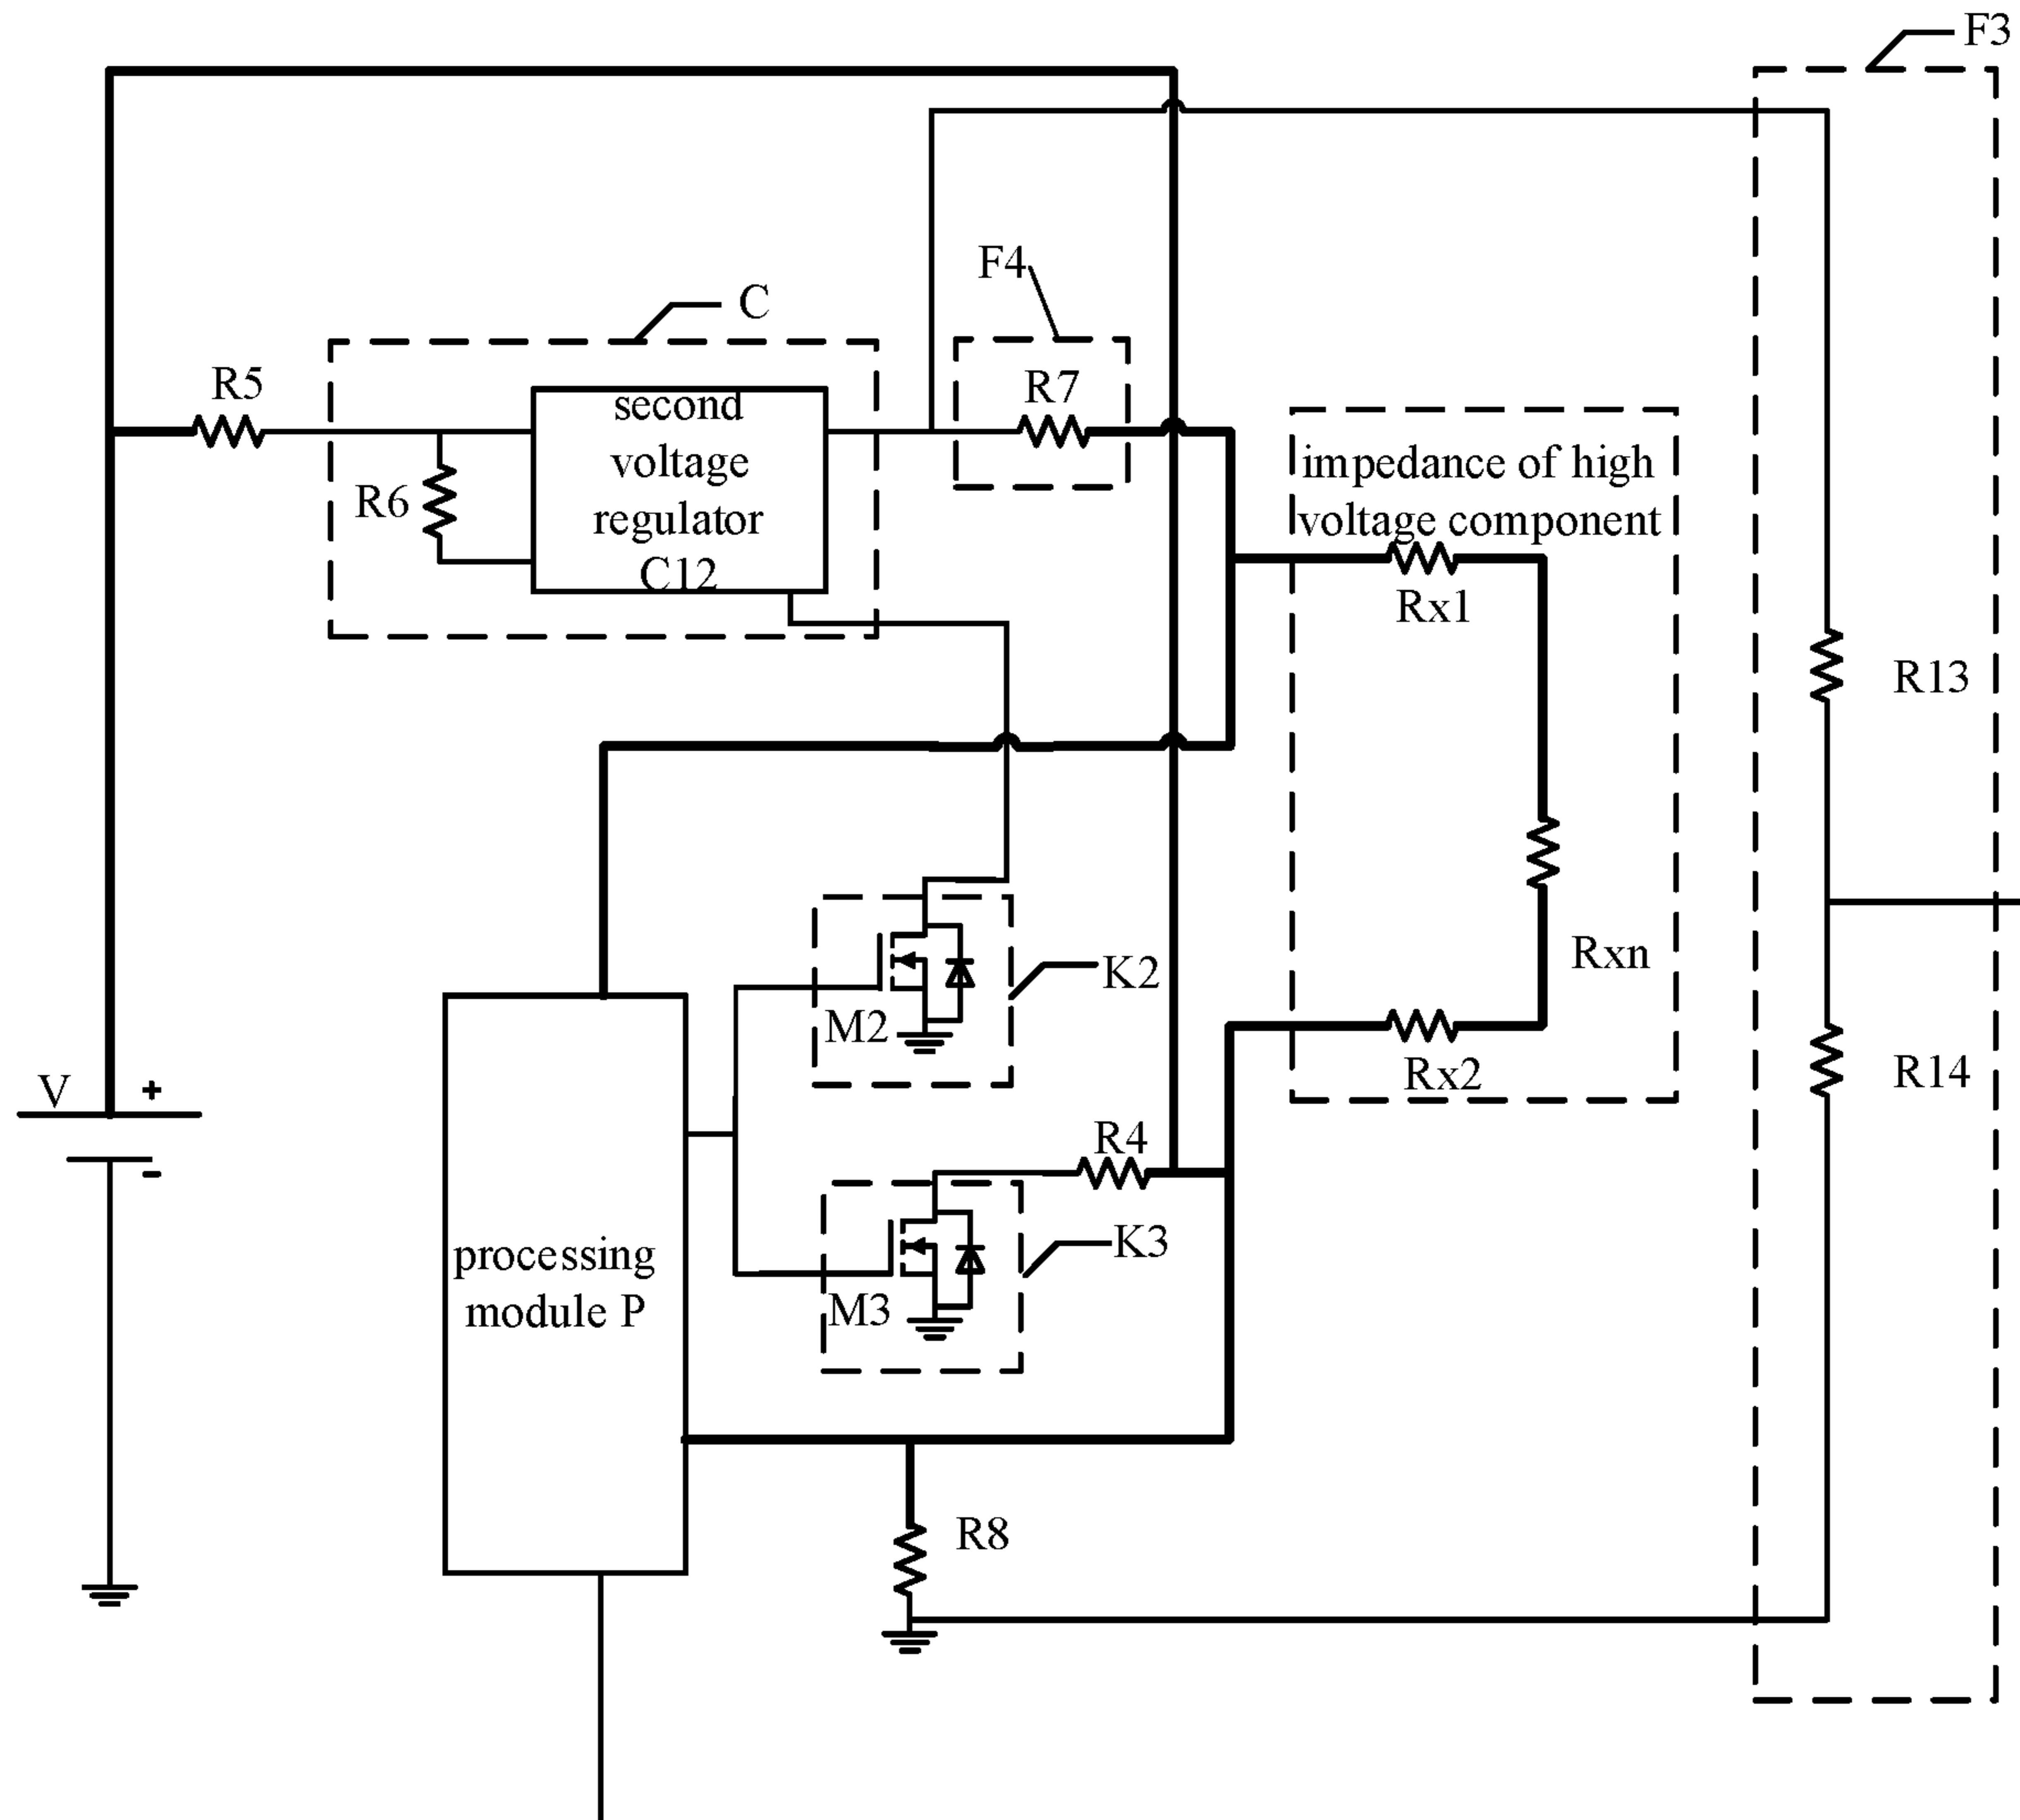 F3
F4
C
R5
second
voltage
regulator
C12
R7
R6
impedance of high
voltage component
Rx1
R13
Rxn
K2
M2
Rx2
R14
V
+
-
R4
K3
M3
processing
module P
R8